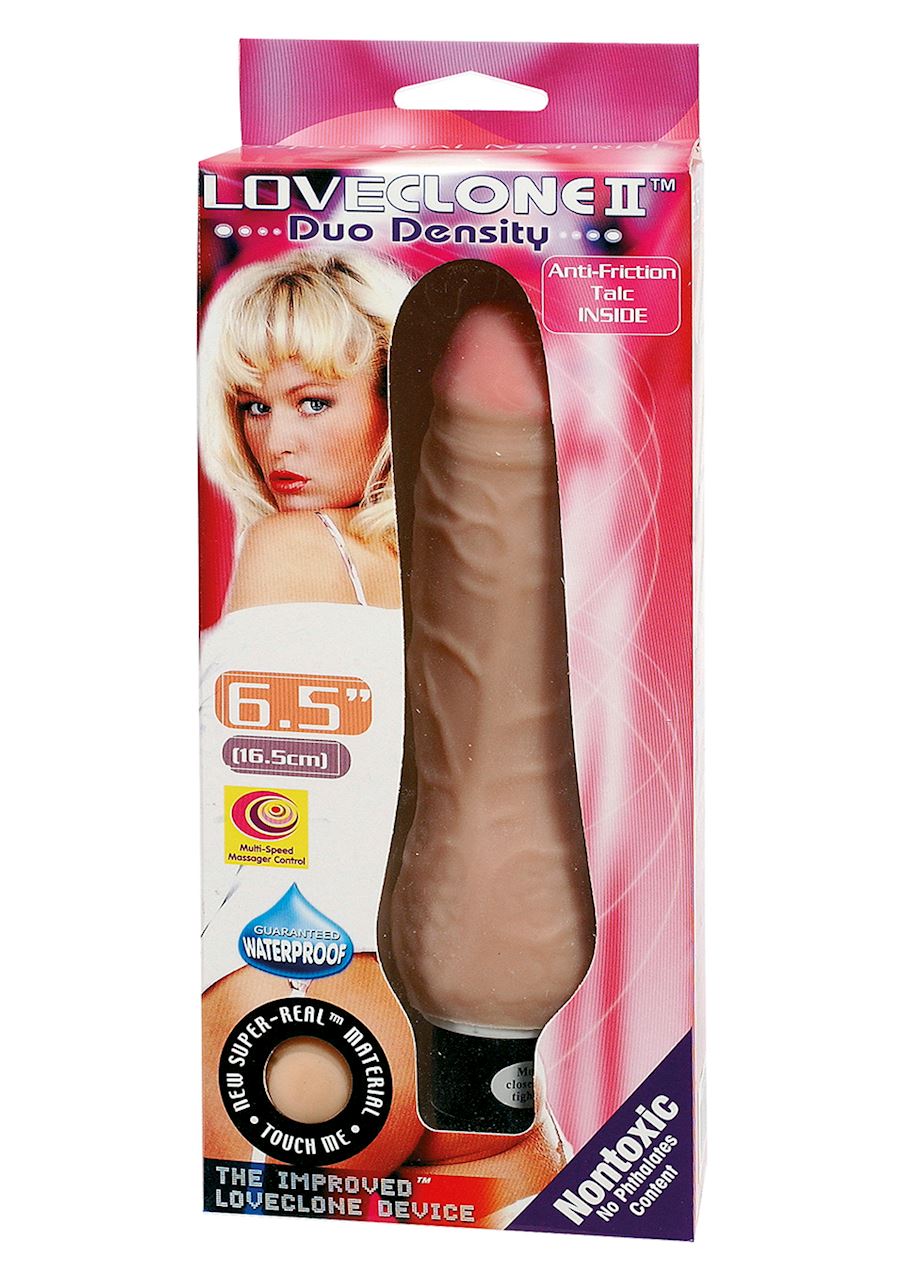 LOVECLONE II™
Duo Density
Anti-Friction
Talc
INSIDE
6.5”
(16.5cm)
Multi-Speed
Massager Control
GUARANTEED
WATERPROOF
NEW SUPER-REAL™ MATERIAL
• TOUCH ME •
Nontoxic
No Phthalates
Content
THE IMPROVED™
LOVECLONE DEVICE